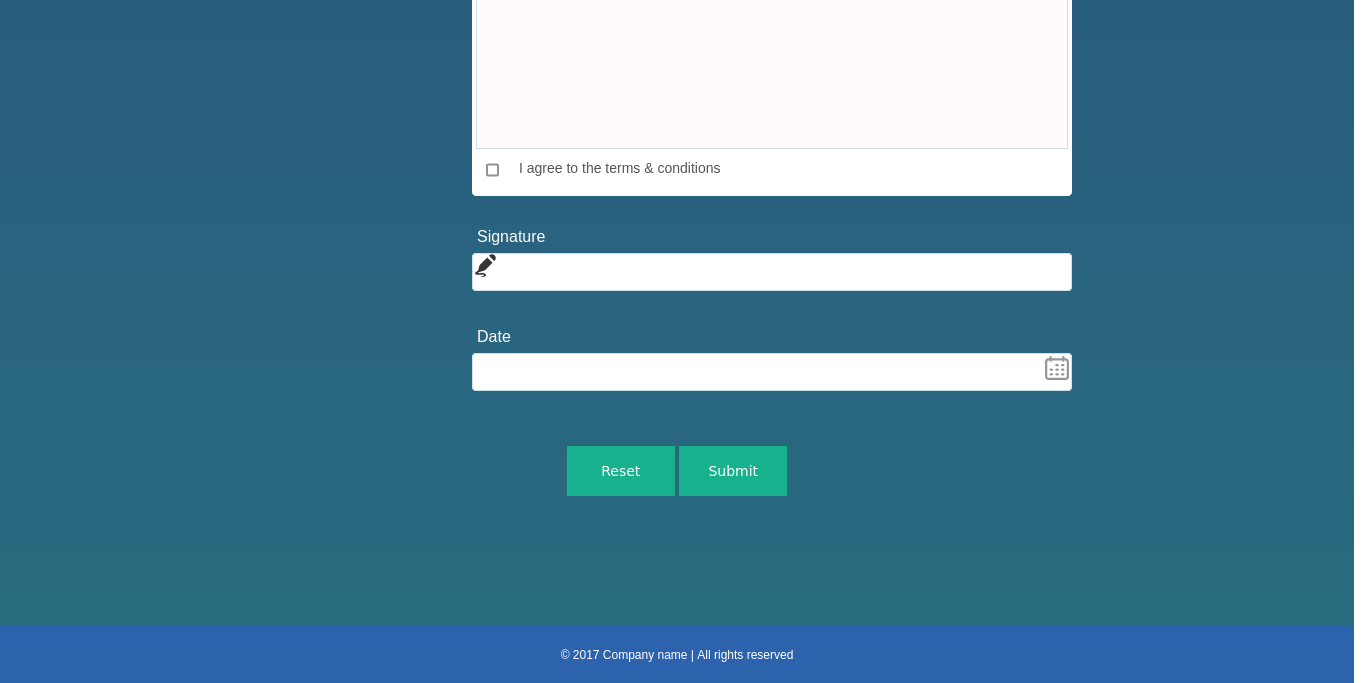 I agree to the terms & conditions
Signature
Date
Reset Submit
© 2017 Company name | All rights reserved